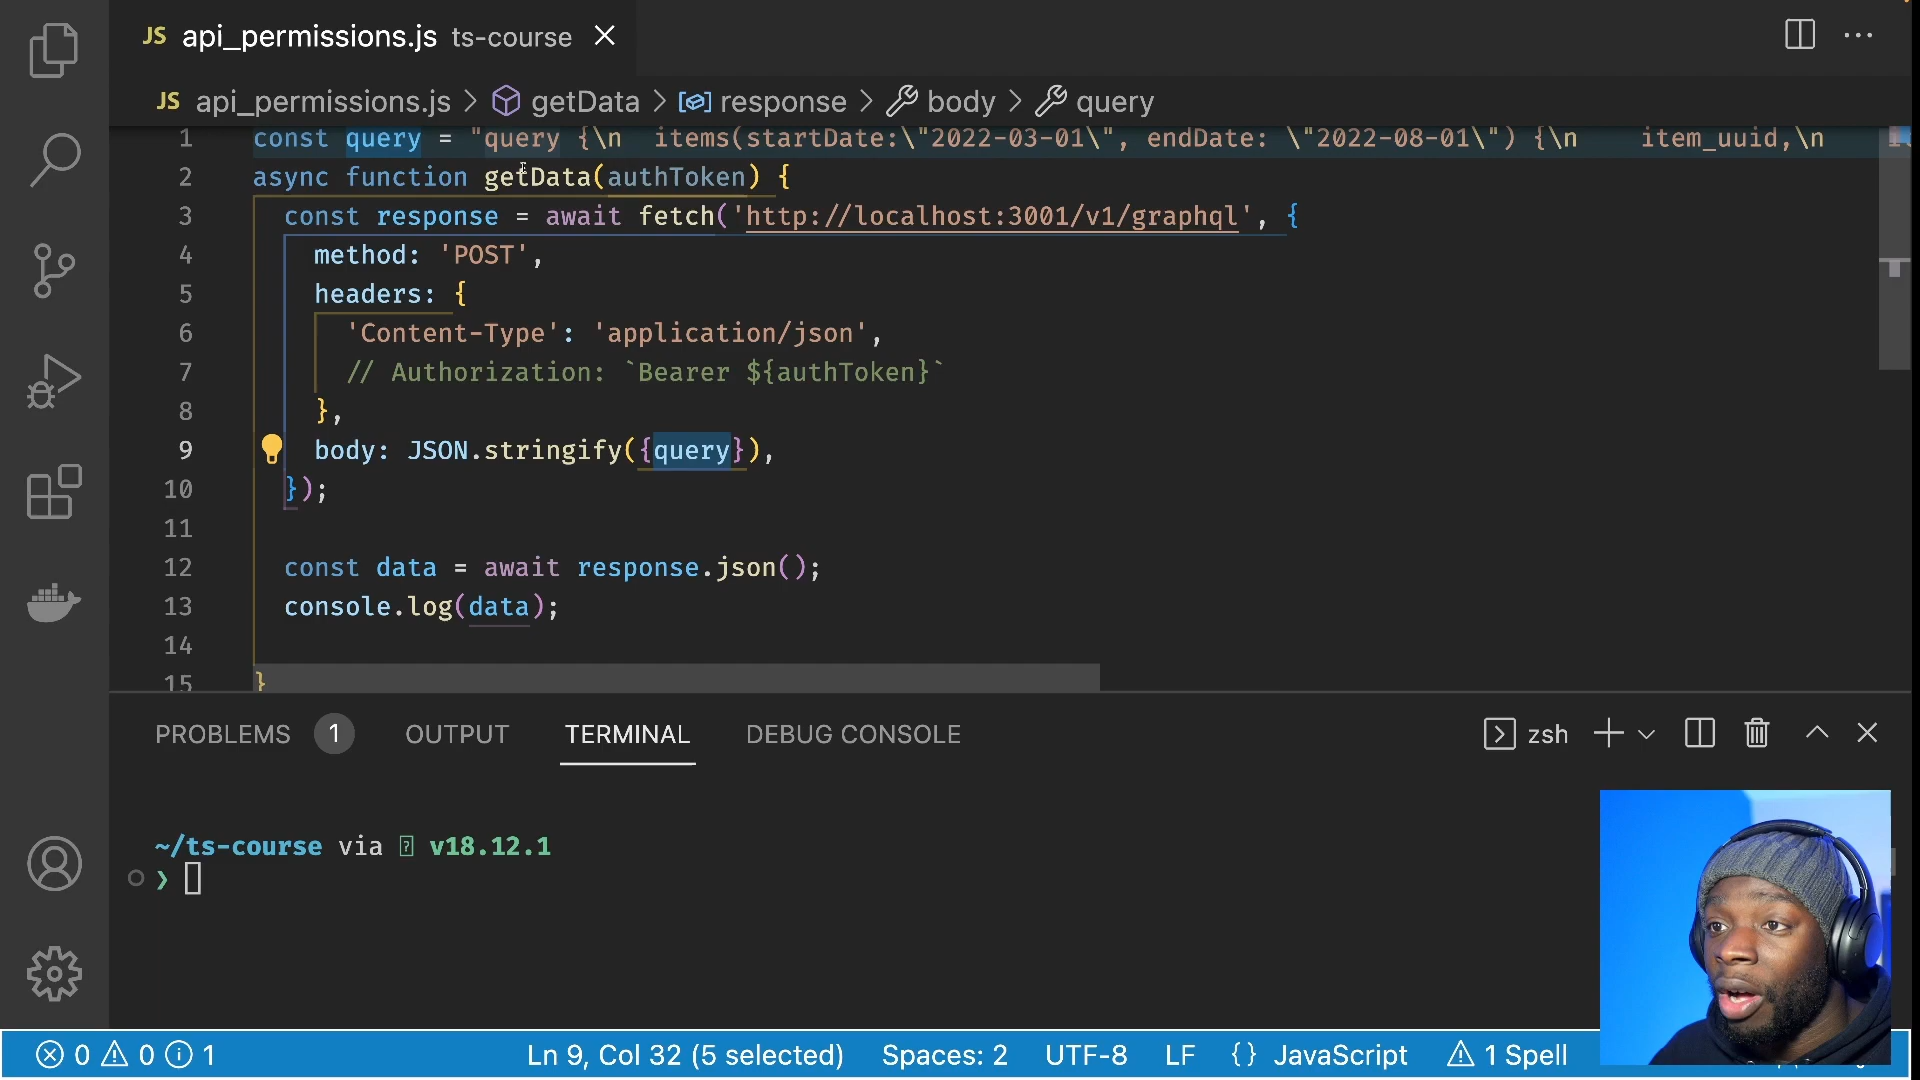 JS api_permissions.js ts-course
JS api_permissions.js > getData > response > body > query
1 const query = "query {\n  items(startDate:\"2022-03-01\", endDate: \"2022-08-01\") {\n    item_uuid,\n
2 async function getData(authToken) {
3 const response = await fetch('http://localhost:3001/v1/graphql', {
4 method: 'POST',
5 headers: {
6 'Content-Type': 'application/json',
7 // Authorization: `Bearer ${authToken}`
8 },
9 body: JSON.stringify({query}),
10 });
11
12 const data = await response.json();
13 console.log(data);
14
15 }
PROBLEMS 1 OUTPUT TERMINAL DEBUG CONSOLE zsh
~/ts-course via v18.12.1
❯
0 0 1 Ln 9, Col 32 (5 selected) Spaces: 2 UTF-8 LF {} JavaScript 1 Spell